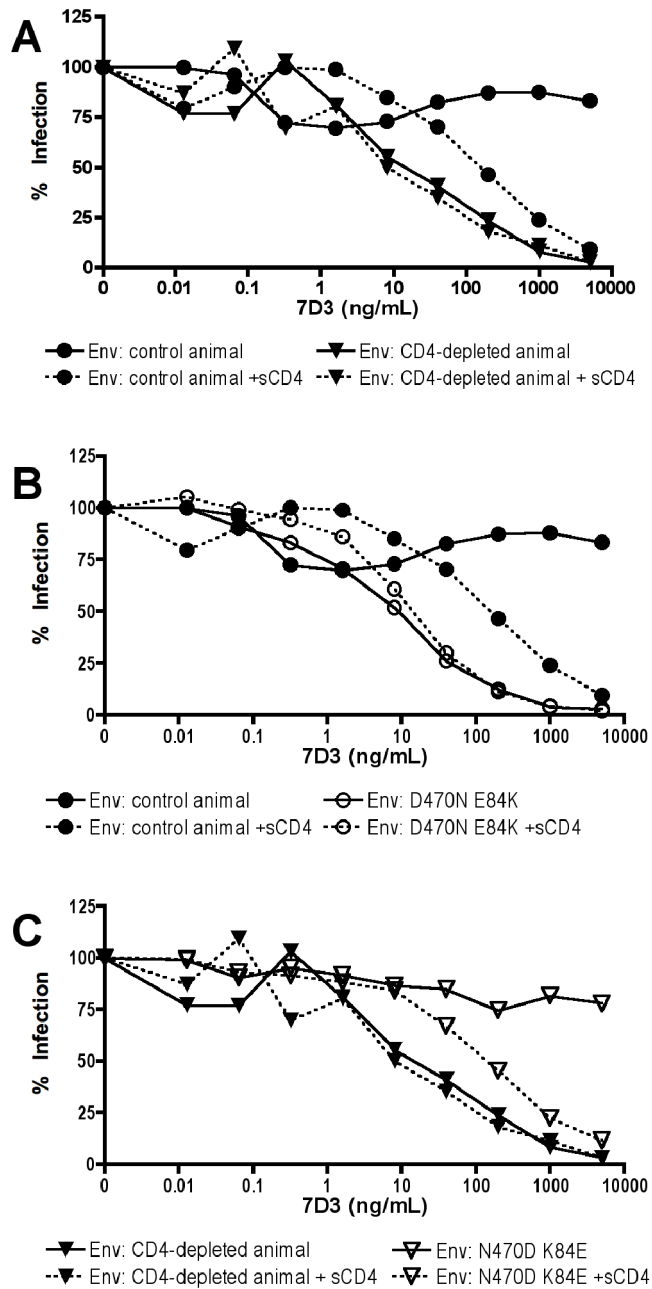 A
125
100
75
50
25
0
% Infection
0 0.01 0.1 1 10 100 1000 10000
7D3 (ng/mL)
Env: control animal Env: CD4-depleted animal
Env: control animal +sCD4 Env: CD4-depleted animal + sCD4
B
125
100
75
50
25
0
% Infection
0 0.01 0.1 1 10 100 1000 10000
7D3 (ng/mL)
Env: control animal Env: D470N E84K
Env: control animal +sCD4 Env: D470N E84K +sCD4
C
125
100
75
50
25
0
% Infection
0 0.01 0.1 1 10 100 1000 10000
7D3 (ng/mL)
Env: CD4-depleted animal Env: N470D K84E
Env: CD4-depleted animal + sCD4 Env: N470D K84E +sCD4